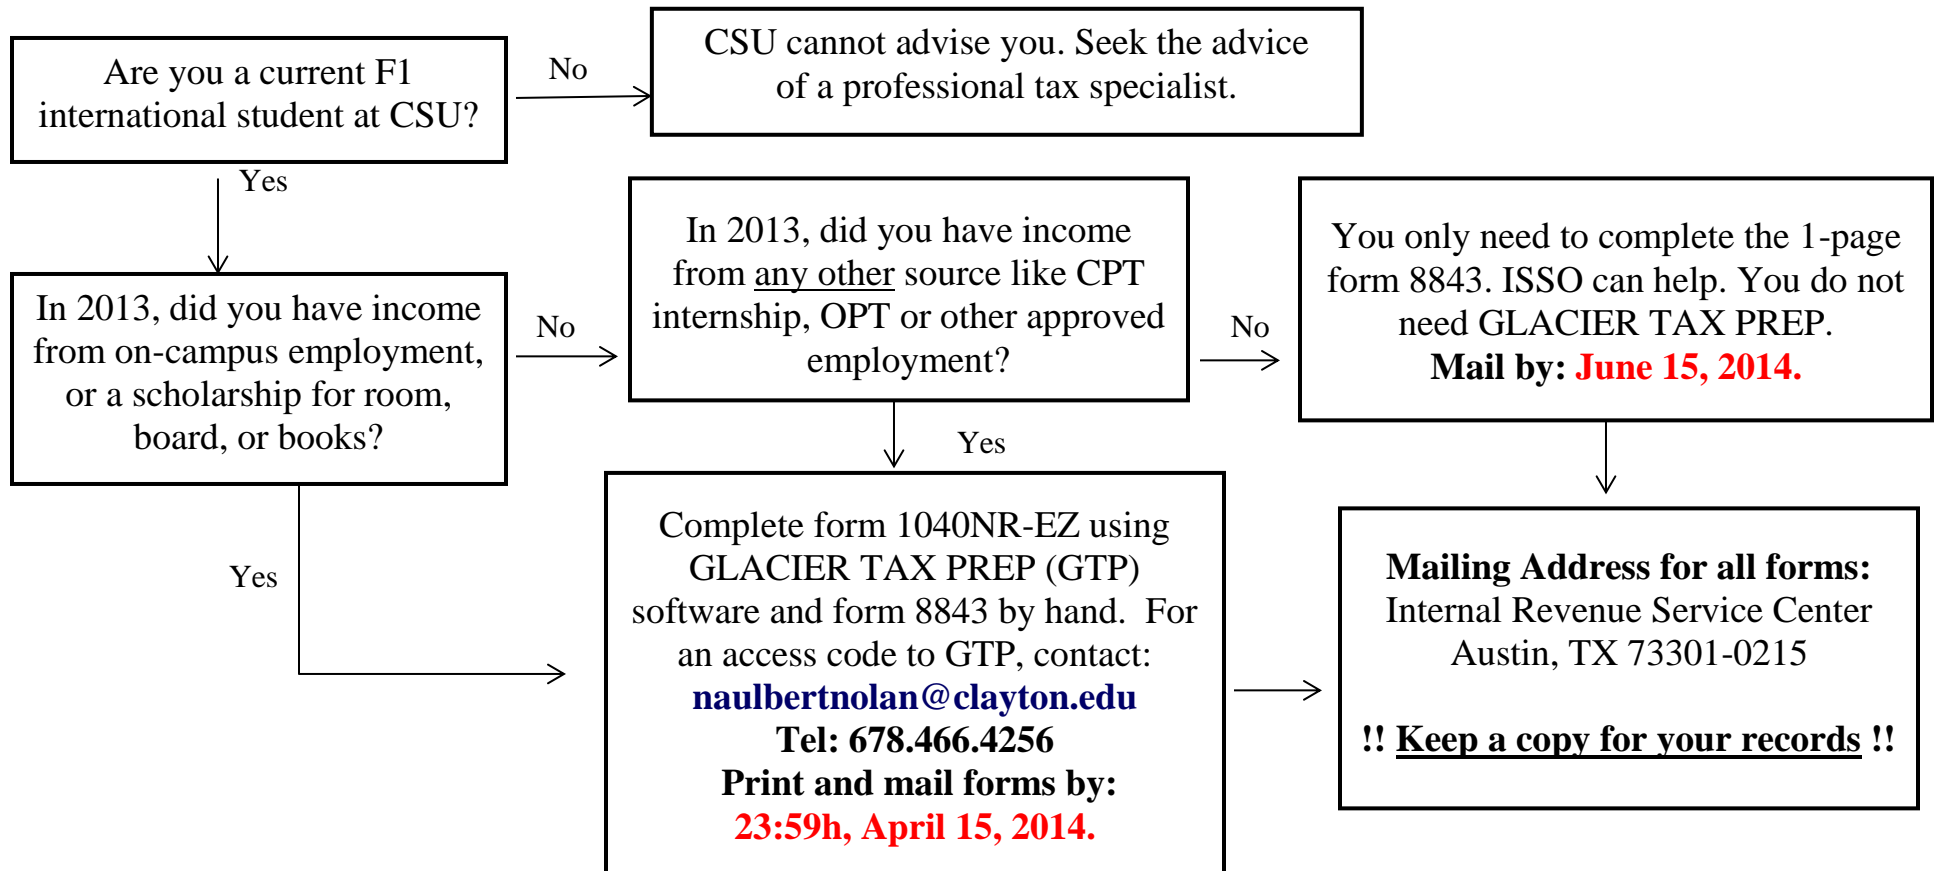 Are you a current F1
international student at CSU?
No
CSU cannot advise you. Seek the advice
of a professional tax specialist.
Yes
In 2013, did you have income
from on-campus employment,
or a scholarship for room,
board, or books?
No
In 2013, did you have income
from any other source like CPT
internship, OPT or other approved
employment?
No
You only need to complete the 1-page
form 8843. ISSO can help. You do not
need GLACIER TAX PREP.
Mail by: June 15, 2014.
Yes
Yes
Complete form 1040NR-EZ using
GLACIER TAX PREP (GTP)
software and form 8843 by hand.  For
an access code to GTP, contact:
naulbertnolan@clayton.edu
Tel: 678.466.4256
Print and mail forms by:
23:59h, April 15, 2014.
Mailing Address for all forms:
Internal Revenue Service Center
Austin, TX 73301-0215
!! Keep a copy for your records !!